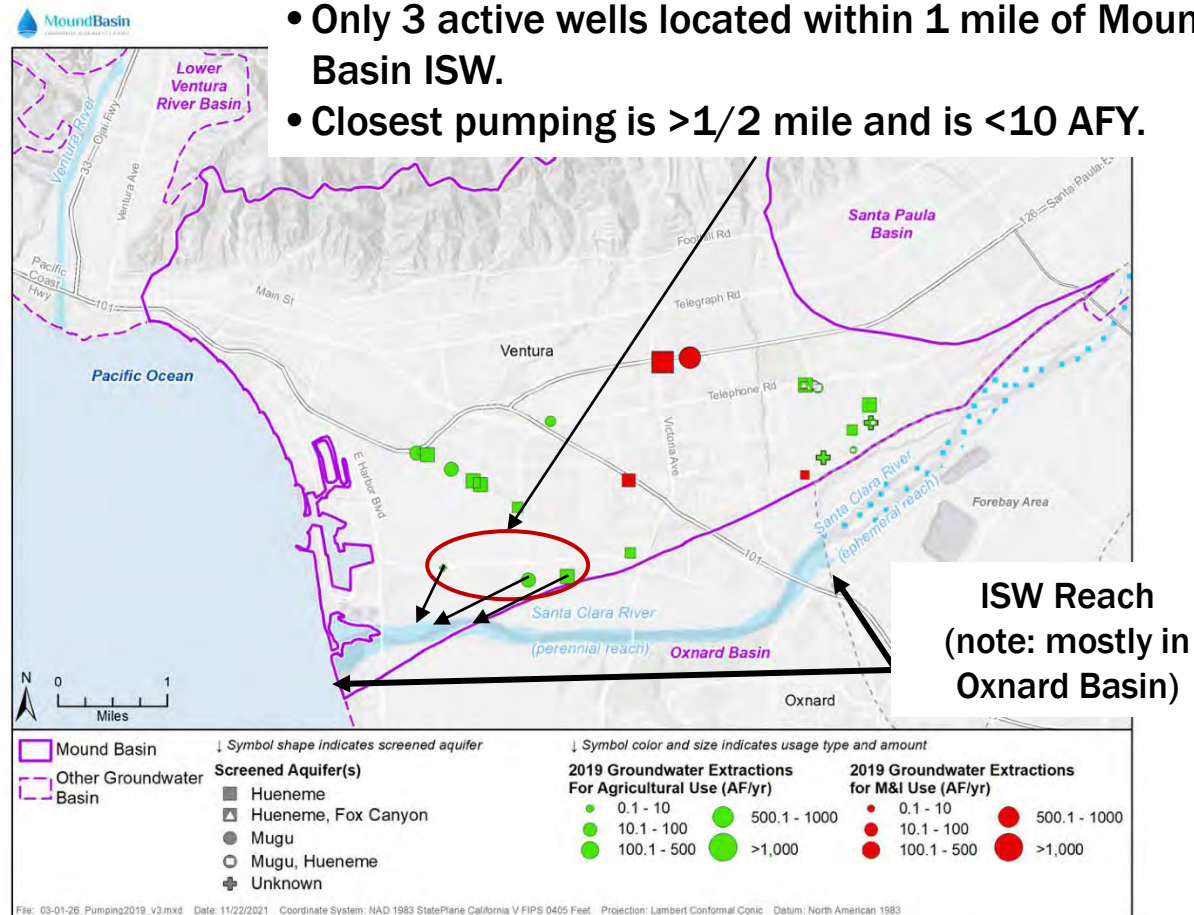 MoundBasin
• Only 3 active wells located within 1 mile of Moun
Basin ISW.
• Closest pumping is >1/2 mile and is <10 AFY.
Lower
Ventura
River Basin
Ventura River
33
Ojai Fwy
Ventura Ave
Santa Paula
Basin
126
Foothill Rd
Pacific
Coast
Hwy
101
Main St
Telegraph Rd
Ventura
Pacific Ocean
Telephone Rd
Victoria Ave
E Harbor Blvd
Santa Clara River
(ephemeral reach)
Forebay Area
101
ISW Reach
(note: mostly in
Oxnard Basin)
Santa Clara River
(perennial reach)
Oxnard Basin
Oxnard
N
0 1
Miles
Mound Basin
Other Groundwater
Basin
↓ Symbol shape indicates screened aquifer
Screened Aquifer(s)
Hueneme
Hueneme, Fox Canyon
Mugu
Mugu, Hueneme
Unknown
↓ Symbol color and size indicates usage type and amount
2019 Groundwater Extractions
For Agricultural Use (AF/yr)
0.1 - 10
10.1 - 100
100.1 - 500
500.1 - 1000
>1,000
2019 Groundwater Extractions
for M&I Use (AF/yr)
0.1 - 10
10.1 - 100
100.1 - 500
500.1 - 1000
>1,000
File: 03-01-26_Pumping2019_v3.mxd Date: 11/22/2021 Coordinate System: NAD 1983 StatePlane California V FIPS 0405 Feet Projection: Lambert Conformal Conic Datum: North American 1983